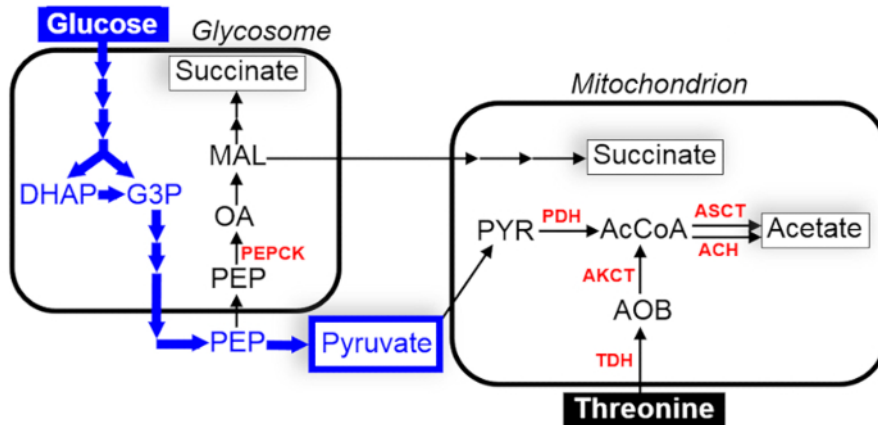 Glucose
Glycosome
Succinate
Mitochondrion
MAL
Succinate
DHAP
G3P
OA
PYR
PDH
AcCoA
ASCT
ACH
Acetate
PEPCK
PEP
AKCT
AOB
PEP
Pyruvate
TDH
Threonine